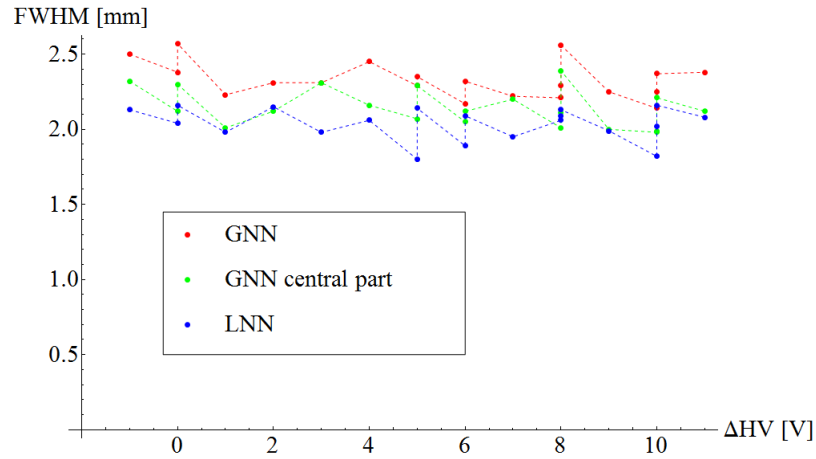 FWHM [mm]
2.5
2.0
1.5
GNN
GNN central part
1.0
LNN
0.5
0 2 4 6 8 10
ΔHV [V]